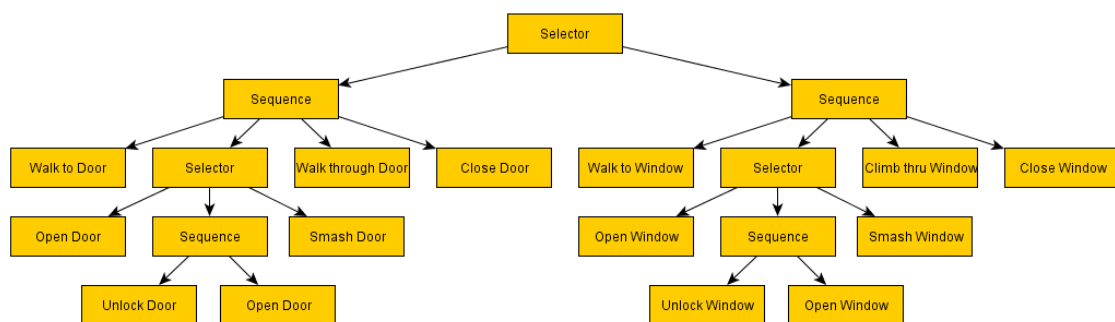 Selector
Sequence
Sequence
Walk to Door
Selector
Walk through Door
Close Door
Walk to Window
Selector
Climb thru Window
Close Window
Open Door
Sequence
Smash Door
Open Window
Sequence
Smash Window
Unlock Door
Open Door
Unlock Window
Open Window